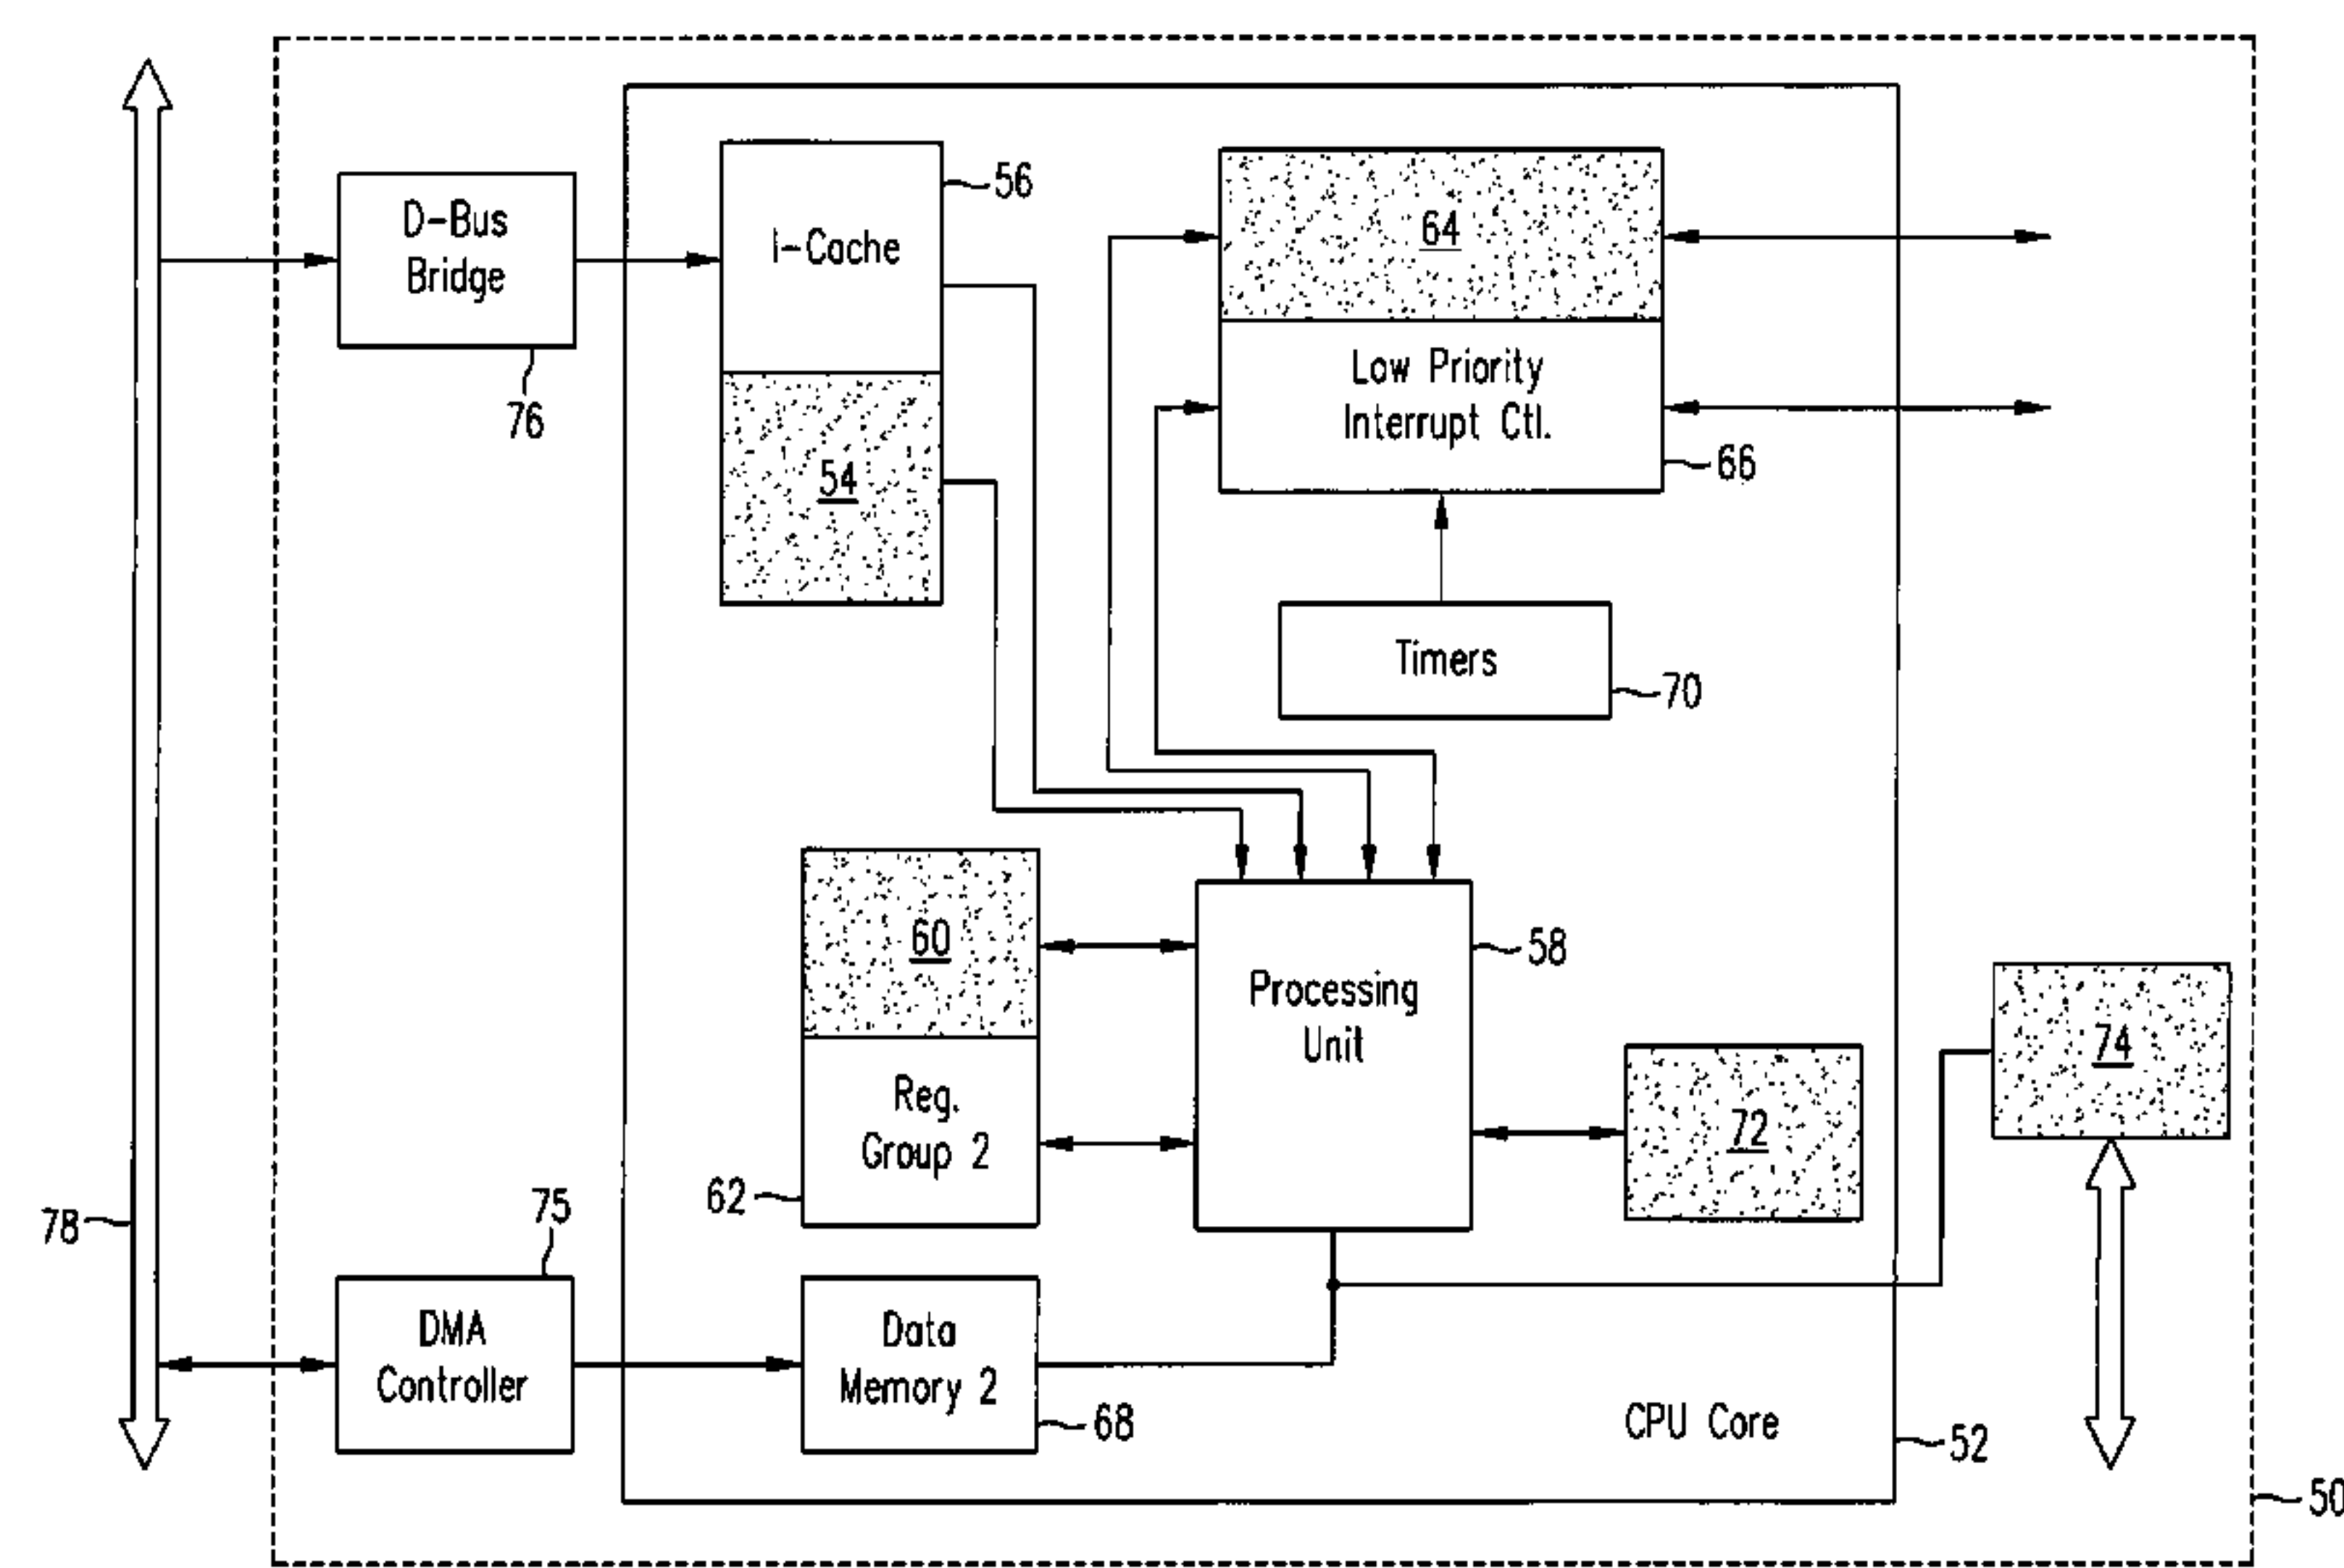 56
D-Bus
Bridge
I-Cache
64
76
Low Priority
Interrupt Ctl.
66
54
Timers
70
60
58
Processing
Unit
74
Reg.
Group 2
72
62
78
75
DMA
Controller
Data
Memory 2
68
CPU Core
52
50